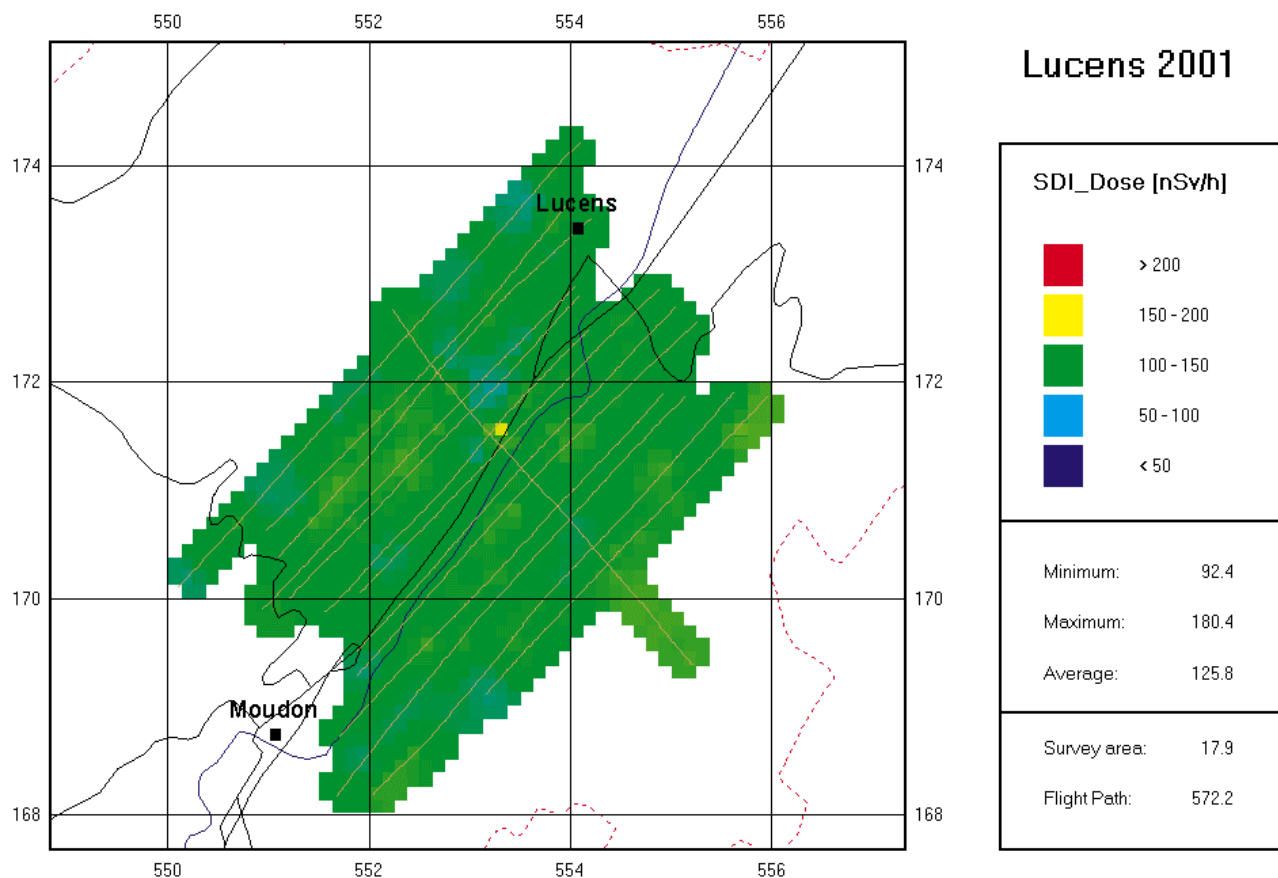 550 552 554 556
Lucens 2001
174 174
SDI_Dose [nSv/h]
Lucens
> 200
150 - 200
172 172
100 - 150
50 - 100
< 50
170 170
Minimum: 92.4
Maximum: 180.4
Average: 125.8
Moudon
Survey area: 17.9
Flight Path: 572.2
168 168
550 552 554 556